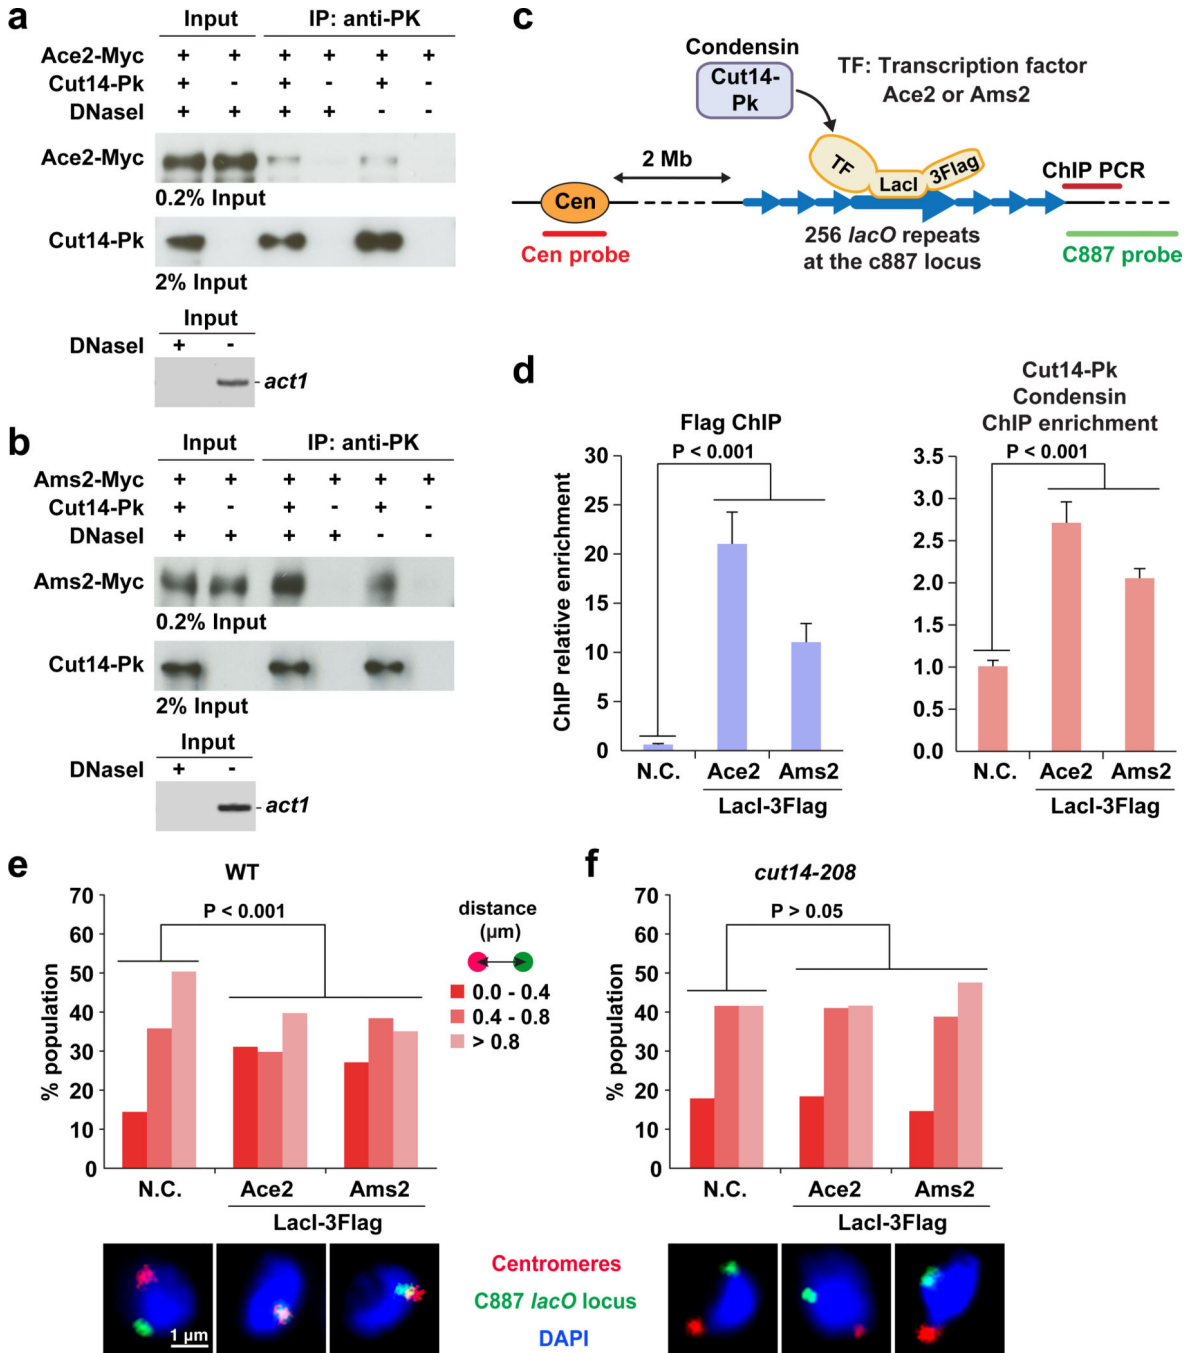 a
Input IP: anti-PK
Ace2-Myc + + + + + +
Cut14-Pk + - + - + -
DNaseI + + + + - -
Ace2-Myc
0.2% Input
Cut14-Pk
2% Input
Input
DNaseI + -
act1
b
Input IP: anti-PK
Ams2-Myc + + + + + +
Cut14-Pk + - + - + -
DNaseI + + + + - -
Ams2-Myc
0.2% Input
Cut14-Pk
2% Input
Input
DNaseI + -
act1
c
Condensin
Cut14-
Pk
TF: Transcription factor
Ace2 or Ams2
2 Mb
TF
LacI
3Flag
ChIP PCR
Cen
Cen probe
256 lacO repeats
at the c887 locus
C887 probe
d
Flag ChIP
P < 0.001
ChIP relative enrichment
30
25
20
15
10
5
0
N.C. Ace2 Ams2
LacI-3Flag
Cut14-Pk
Condensin
ChIP enrichment
P < 0.001
3.5
3.0
2.5
2.0
1.5
1.0
0.5
0.0
N.C. Ace2 Ams2
LacI-3Flag
e
WT
P < 0.001
% population
70
60
50
40
30
20
10
0
N.C. Ace2 Ams2
LacI-3Flag
distance
(µm)
0.0 - 0.4
0.4 - 0.8
> 0.8
f
cut14-208
P > 0.05
% population
70
60
50
40
30
20
10
0
N.C. Ace2 Ams2
LacI-3Flag
1 µm
Centromeres
C887 lacO locus
DAPI